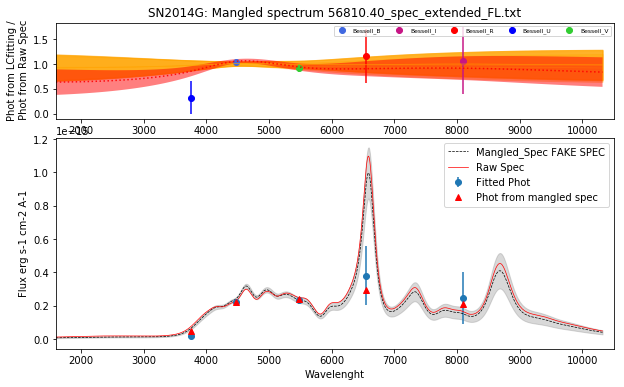 SN2014G: Mangled spectrum 56810.40_spec_extended_FL.txt
Phot from LCfitting /
Phot from Raw Spec
Bessell_B
Bessell_I
Bessell_R
Bessell_U
Bessell_V
1.5
1.0
0.5
0.0
2000 3000 4000 5000 6000 7000 8000 9000 10000
Flux erg s-1 cm-2 A-1
1.2
1.0
0.8
0.6
0.4
0.2
0.0
Mangled_Spec FAKE SPEC
Raw Spec
Fitted Phot
Phot from mangled spec
2000 3000 4000 5000 6000 7000 8000 9000 10000
Wavelenght